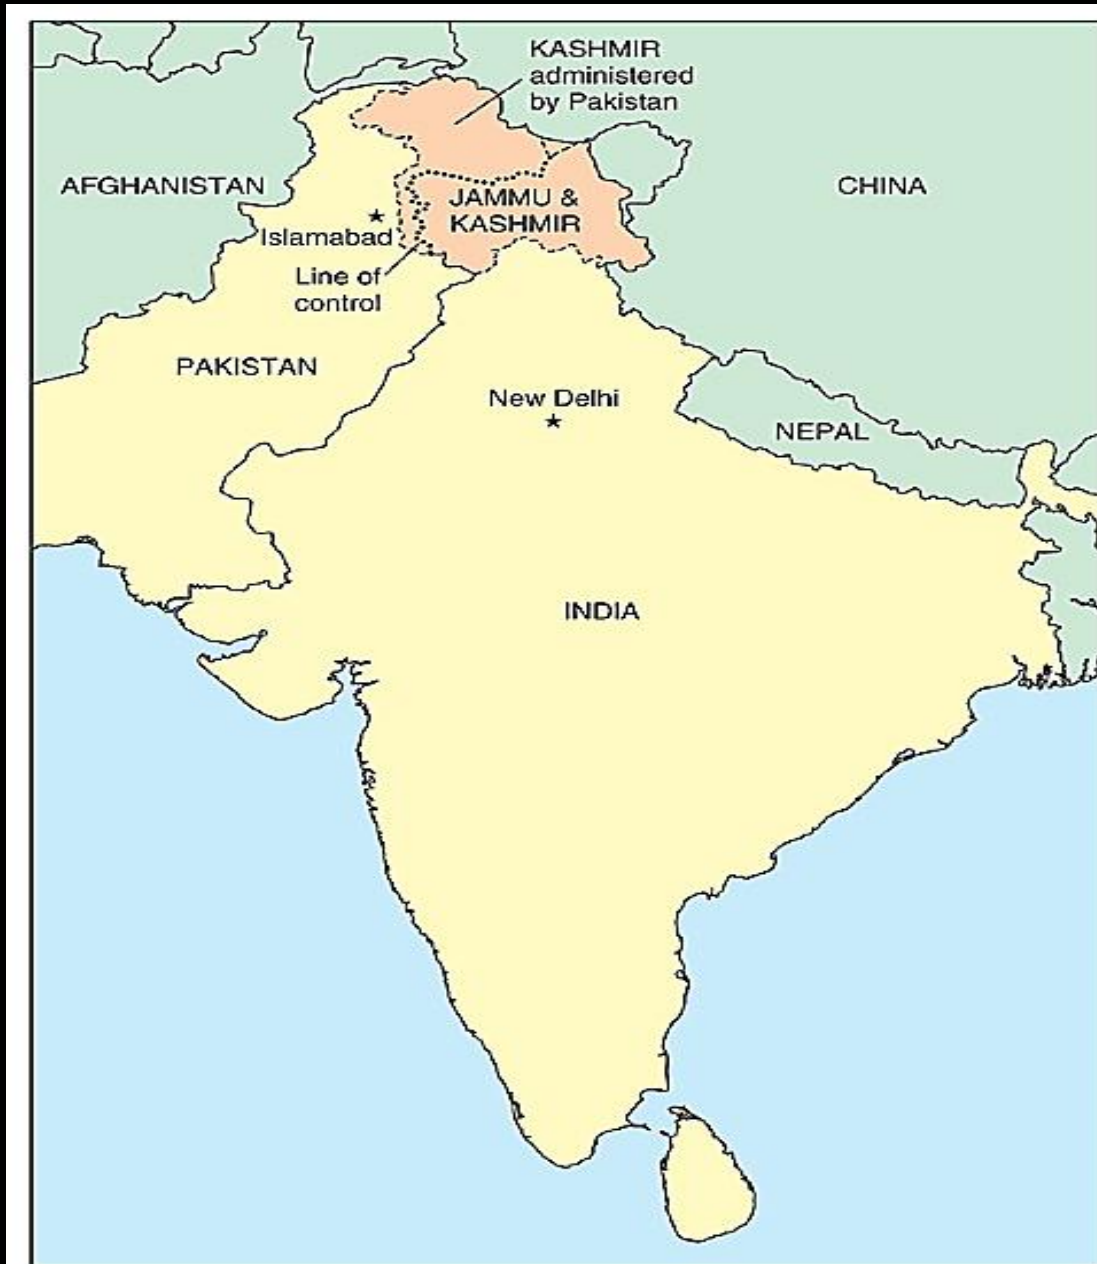 KASHMIR
administered
by Pakistan
AFGHANISTAN
CHINA
JAMMU &
KASHMIR
Islamabad
Line of
control
PAKISTAN
New Delhi
NEPAL
INDIA